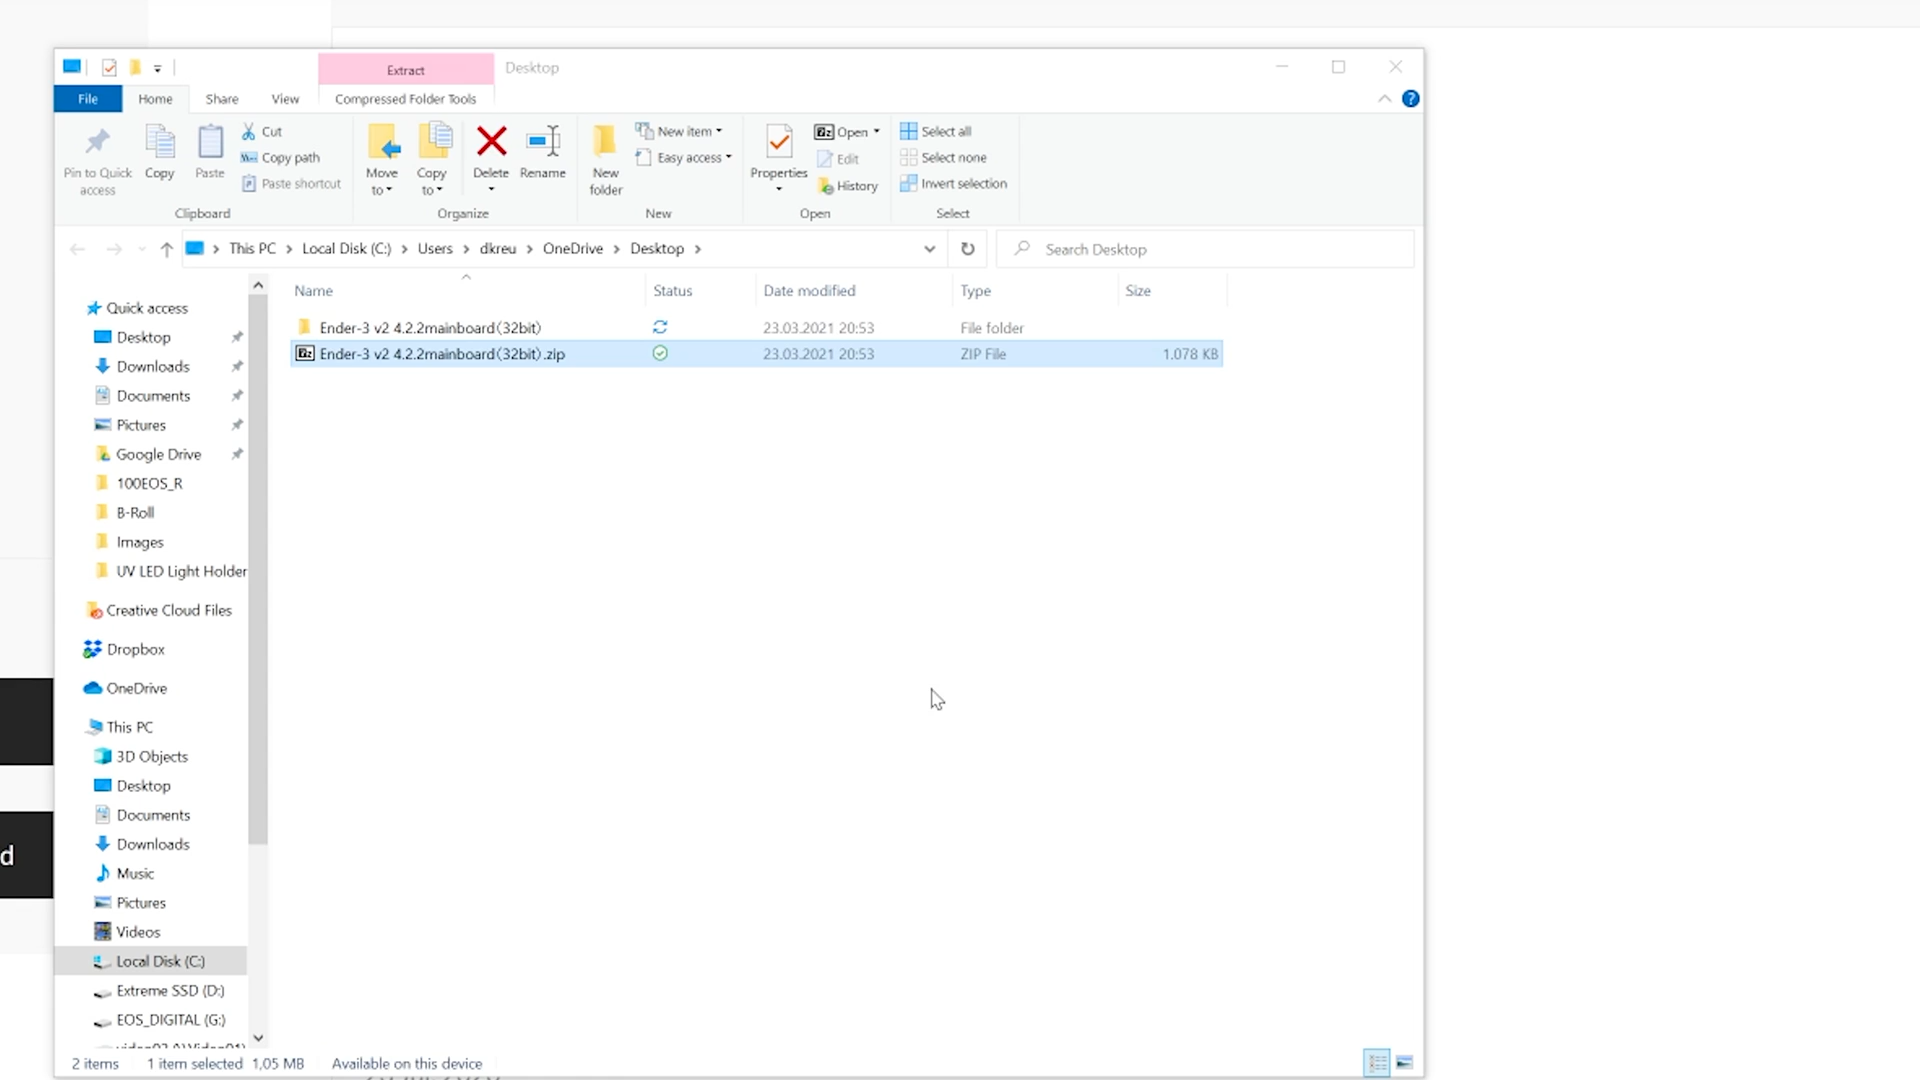 Extract
Desktop
File
Home
Share
View
Compressed Folder Tools
Pin to Quick access
Copy
Paste
Cut
Copy path
Paste shortcut
Clipboard
Move to
Copy to
Delete
Rename
Organize
New folder
New item
Easy access
New
Properties
Open
Edit
History
Open
Select all
Select none
Invert selection
Select
This PC > Local Disk (C:) > Users > dkreu > OneDrive > Desktop >
Search Desktop
Name Status Date modified Type Size
Ender-3 v2 4.2.2mainboard（32bit） 23.03.2021 20:53 File folder
Ender-3 v2 4.2.2mainboard（32bit）.zip 23.03.2021 20:53 ZIP File 1.078 KB
Quick access
Desktop
Downloads
Documents
Pictures
Google Drive
100EOS_R
B-Roll
Images
UV LED Light Holder
Creative Cloud Files
Dropbox
OneDrive
This PC
3D Objects
Desktop
Documents
Downloads
Music
Pictures
Videos
Local Disk (C:)
Extreme SSD (D:)
EOS_DIGITAL (G:)
d
2 items 1 item selected 1,05 MB Available on this device